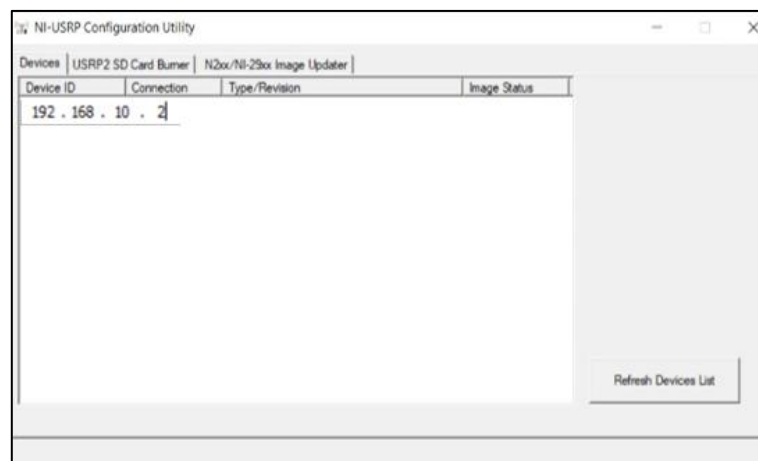 NI-USRP Configuration Utility
Devices USRP2 SD Card Burner N2xx/NI-29xx Image Updater
Device ID Connection Type/Revision Image Status
192 . 168 . 10 . 2
Refresh Devices List